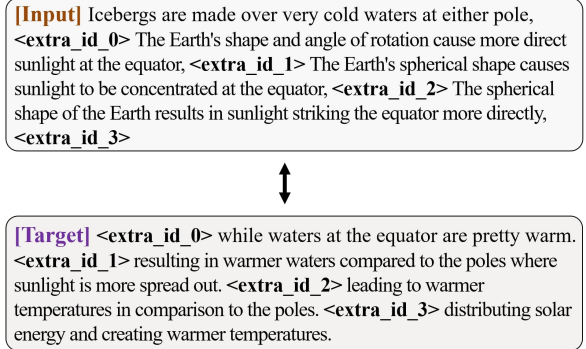 [Input] Icebergs are made over very cold waters at either pole,
<extra_id_0> The Earth's shape and angle of rotation cause more direct
sunlight at the equator, <extra_id_1> The Earth's spherical shape causes
sunlight to be concentrated at the equator, <extra_id_2> The spherical
shape of the Earth results in sunlight striking the equator more directly,
<extra_id_3>
[Target] <extra_id_0> while waters at the equator are pretty warm.
<extra_id_1> resulting in warmer waters compared to the poles where
sunlight is more spread out. <extra_id_2> leading to warmer
temperatures in comparison to the poles. <extra_id_3> distributing solar
energy and creating warmer temperatures.